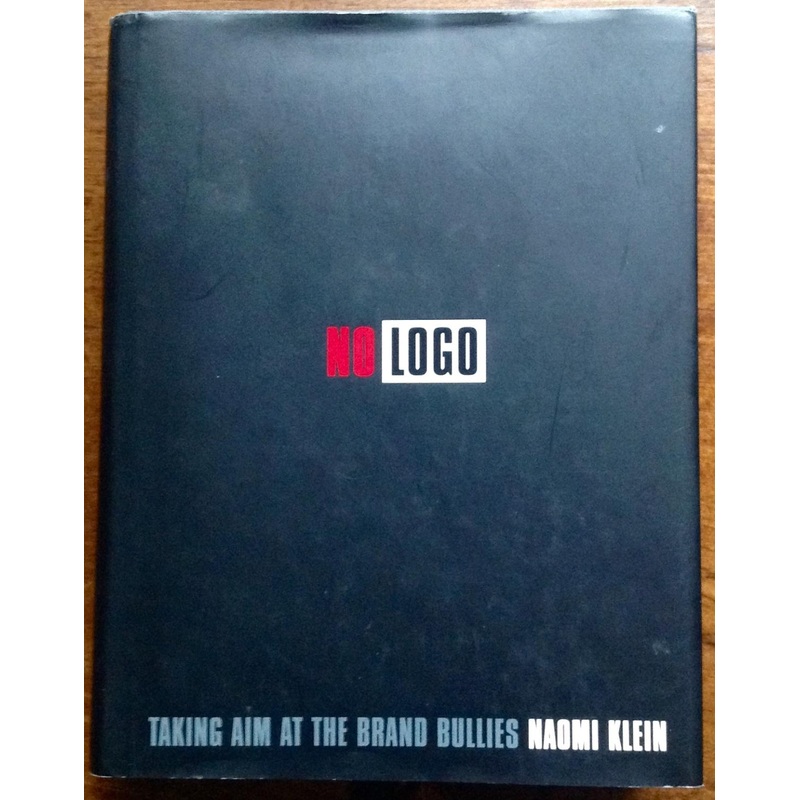 NO LOGO
TAKING AIM AT THE BRAND BULLIES NAOMI KLEIN